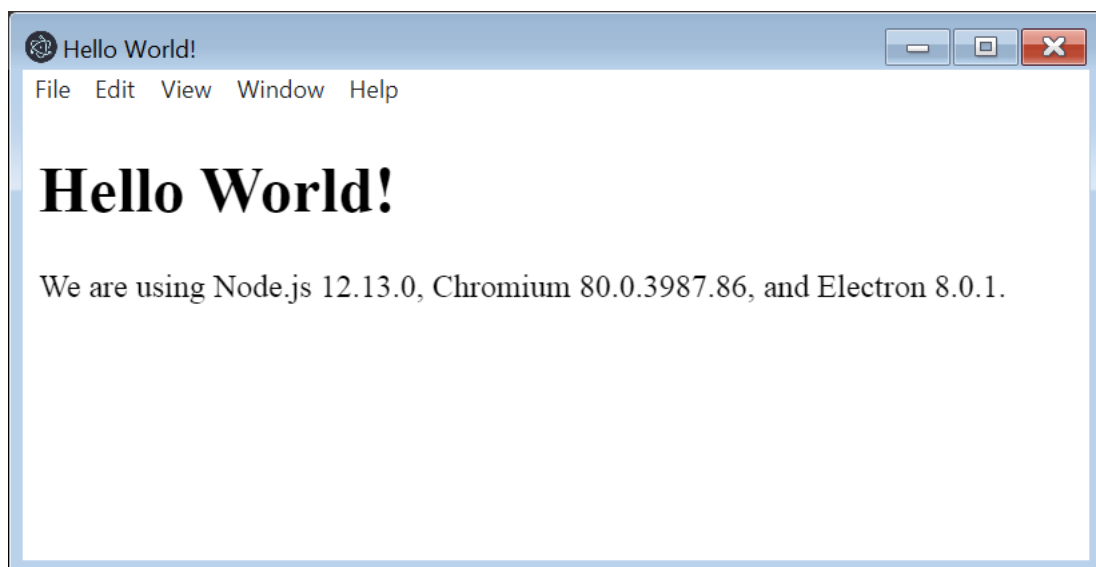 Hello World!
File Edit View Window Help
Hello World!
We are using Node.js 12.13.0, Chromium 80.0.3987.86, and Electron 8.0.1.